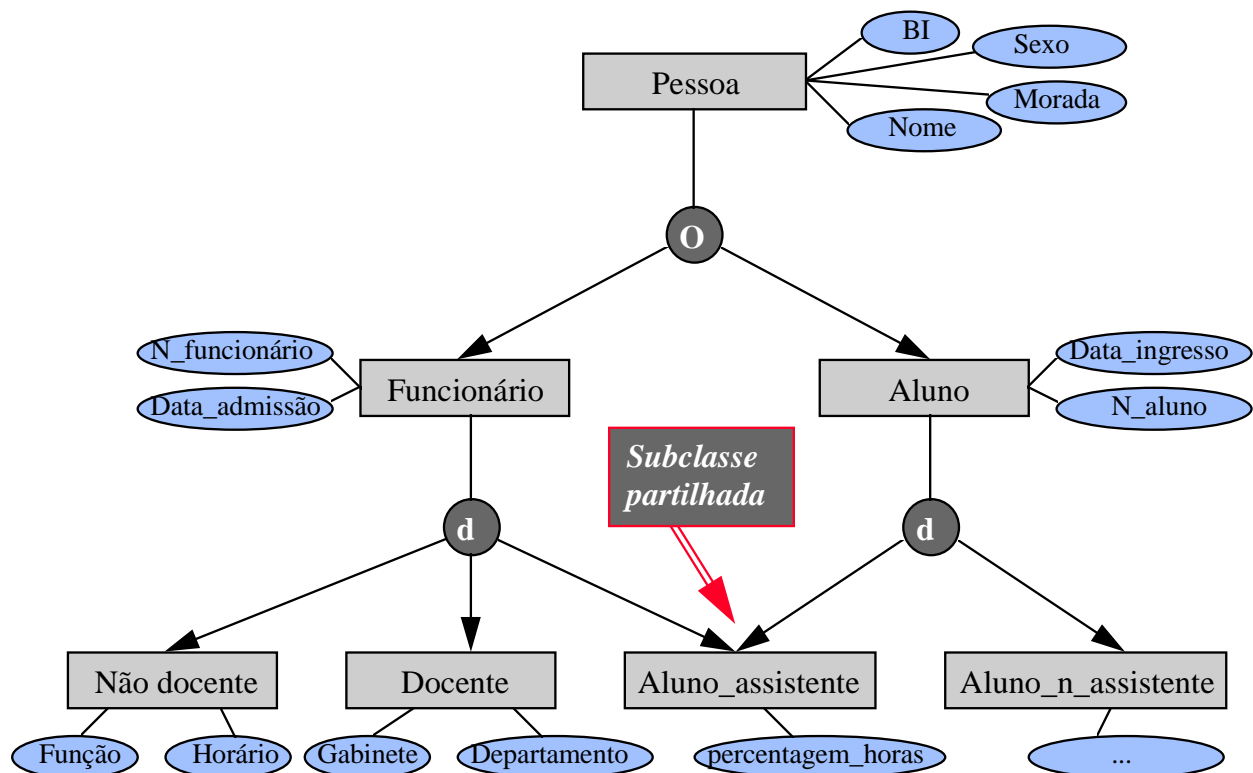 BI
Sexo
Pessoa
Morada
Nome
O
N_funcionário
Data_admissão
Funcionário
Aluno
Data_ingresso
N_aluno
Subclasse
partilhada
d
d
Não docente
Docente
Aluno_assistente
Aluno_n_assistente
Função
Horário
Gabinete
Departamento
percentagem_horas
...